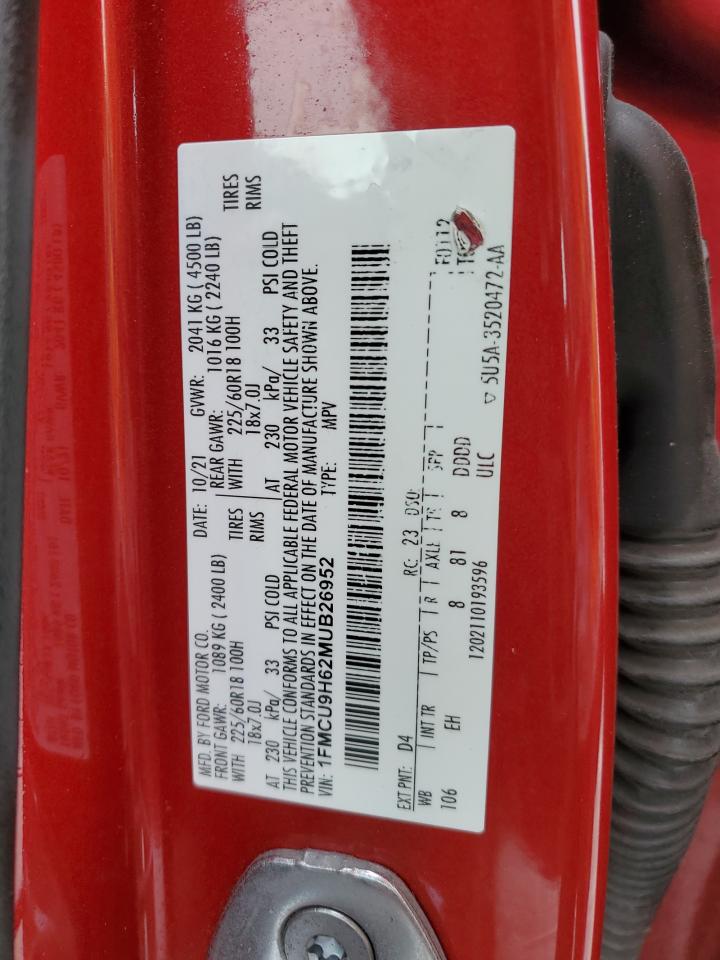 MFD. BY FORD MOTOR CO.
DATE: 10/21 GVWR: 2041 KG ( 4500 LB)
FRONT GAWR: 1089 KG ( 2400 LB) REAR GAWR: 1016 KG ( 2240 LB)
WITH 225/60R18 100H TIRES WITH 225/60R18 100H TIRES
18x7.0J RIMS 18x7.0J RIMS
AT 230 kPa/ 33 PSI COLD AT 230 kPa/ 33 PSI COLD
THIS VEHICLE CONFORMS TO ALL APPLICABLE FEDERAL MOTOR VEHICLE SAFETY AND THEFT
PREVENTION STANDARDS IN EFFECT ON THE DATE OF MANUFACTURE SHOWN ABOVE.
VIN: 1FMCU9H62MUB26952 TYPE: MPV
F0112
EXT PNT: D4 RC: 23 DSO:
WB INT TR TP/PS R AXLE TR SPR
106 EH 8 81 8 DDDD
ULC
1202110193596
▽ 5U5A-3520472-AA